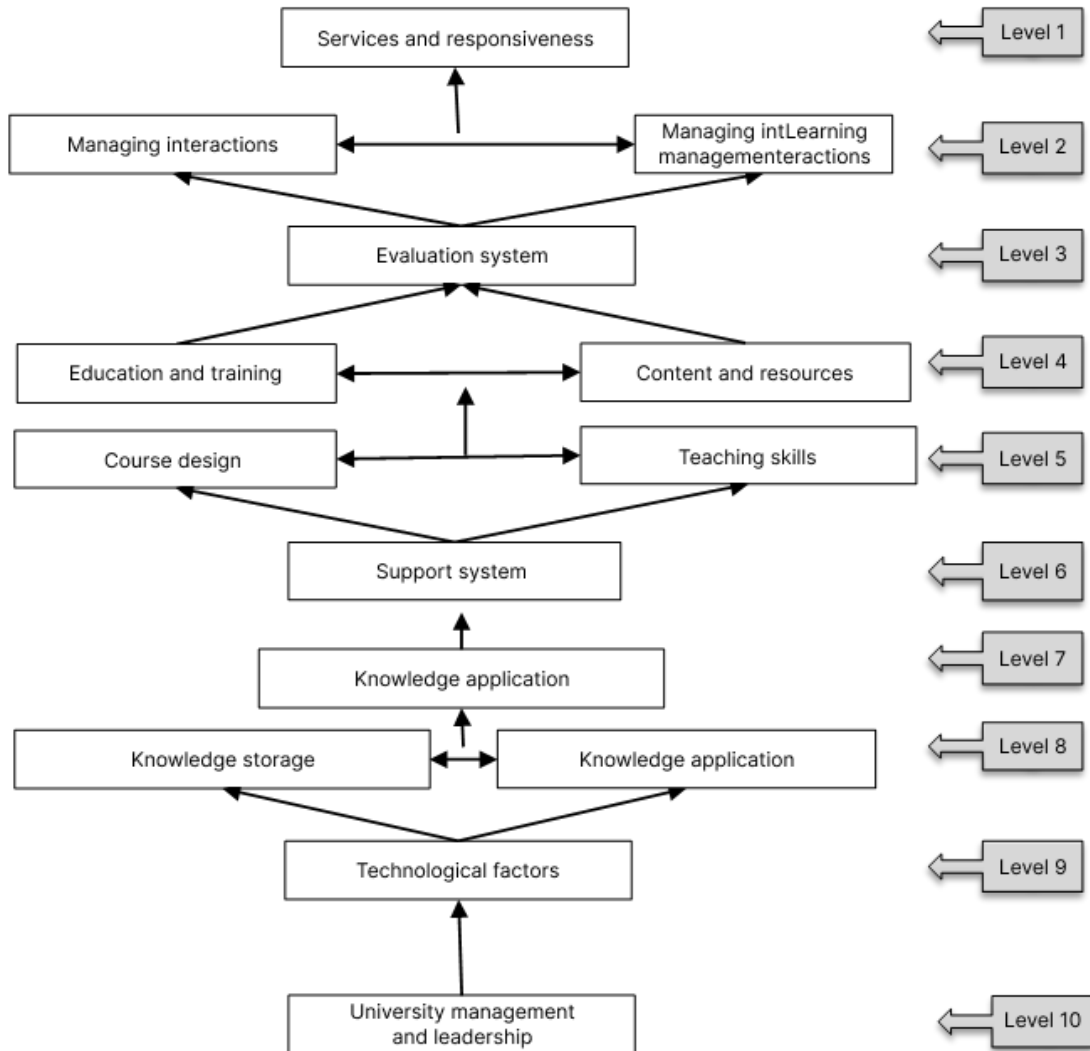 Services and responsiveness
Level 1
Managing interactions
Managing intLearning
managementeractions
Level 2
Evaluation system
Level 3
Education and training
Content and resources
Level 4
Course design
Teaching skills
Level 5
Support system
Level 6
Knowledge application
Level 7
Knowledge storage
Knowledge application
Level 8
Technological factors
Level 9
University management
and leadership
Level 10